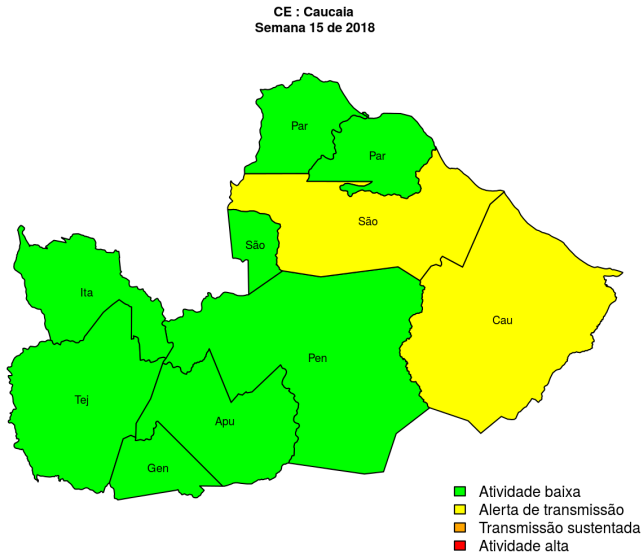 CE : Caucaia
Semana 15 de 2018
Par
Par
São
São
Ita
Cau
Pen
Tej
Apu
Gen
Atividade baixa
Alerta de transmissão
Transmissão sustentada
Atividade alta